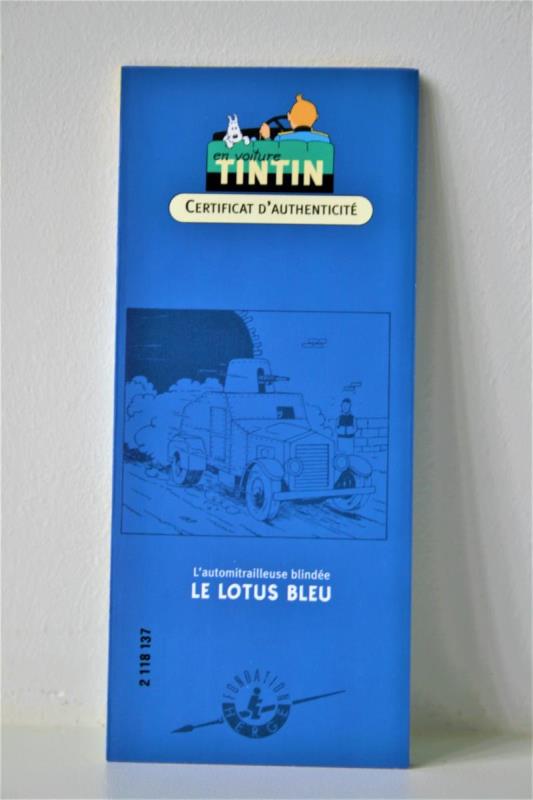 en voiture
TINTIN
CERTIFICAT D'AUTHENTICITÉ
L'automitrailleuse blindée
LE LOTUS BLEU
2 118 137
FONDATION
HERGÉ